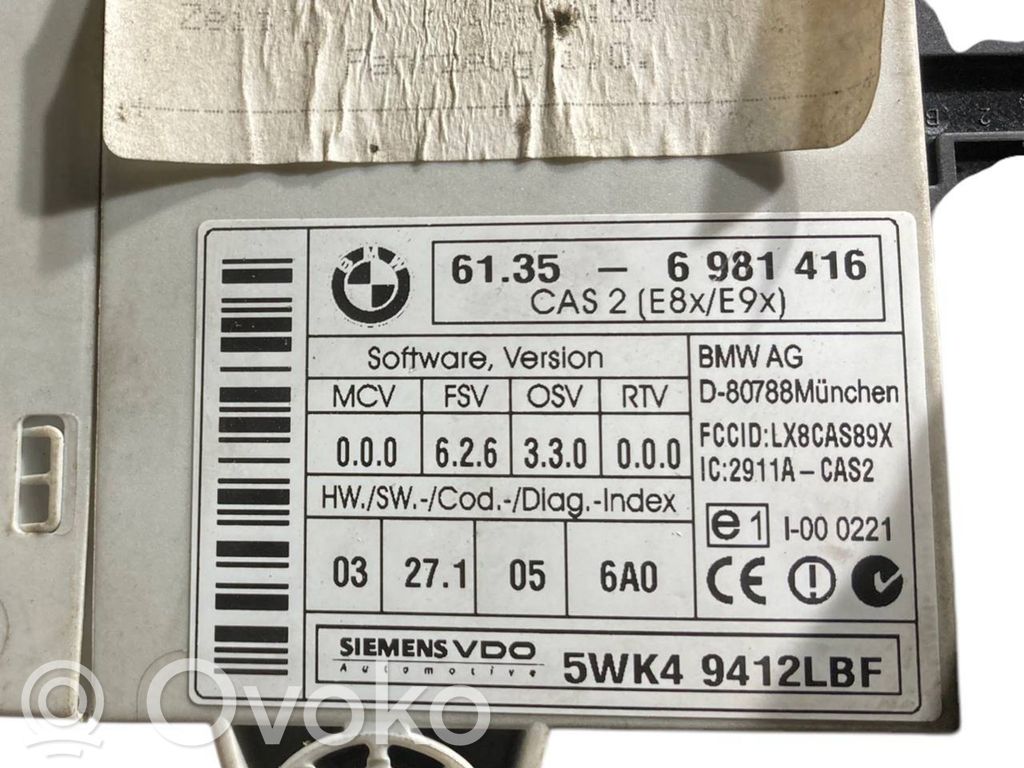 BMW
61.35 - 6 981 416
CAS 2 (E8x/E9x)
Software, Version
MCV FSV OSV RTV
0.0.0 6.2.6 3.3.0 0.0.0
HW./SW.-/Cod.-/Diag.-Index
03 27.1 05 6A0
BMW AG
D-80788München
FCCID:LX8CAS89X
IC:2911A-CAS2
e1 I-00 0221
CE
SIEMENS VDO
Automotive
5WK4 9412LBF
Ovoko